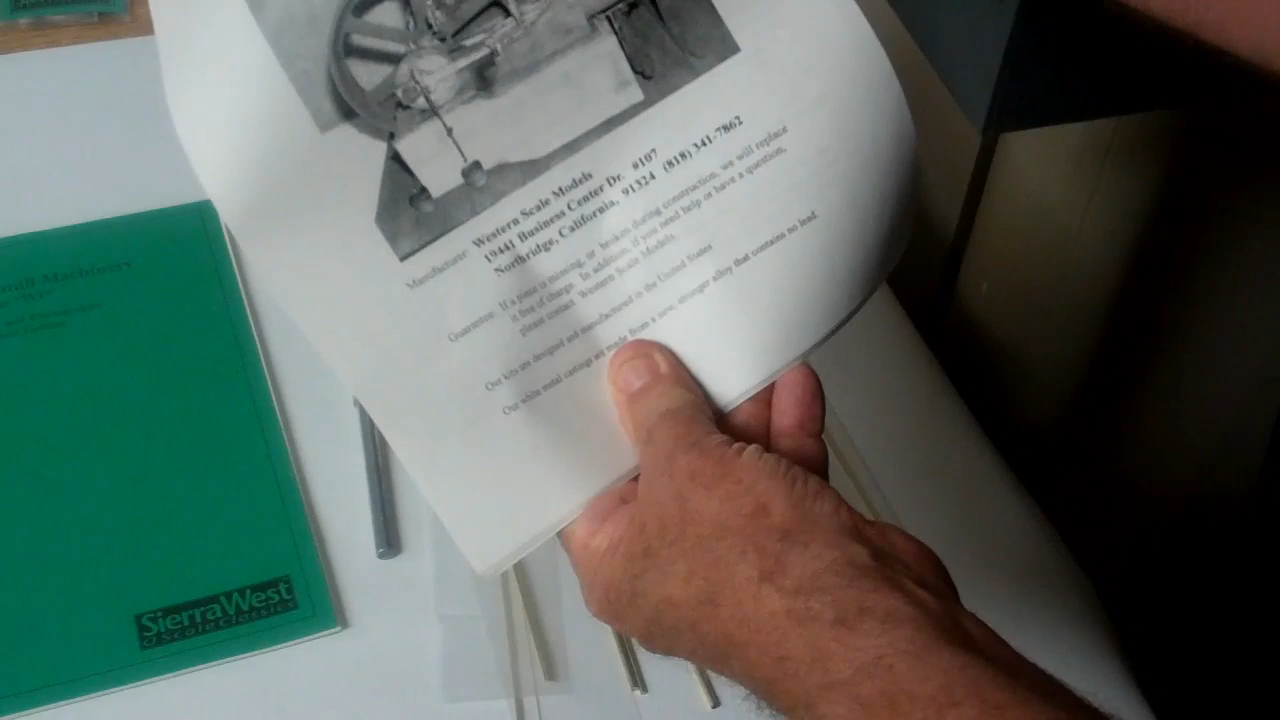 Manufacturer Western Scale Models
19441 Business Center Dr. #107
Northridge, California, 91324 (818) 341-7862
Guarantee: If a piece is missing, or broken during construction, we will replace
it free of charge. In addition, if you need help or have a question,
please contact Western Scale Models.
Our kits are designed and manufactured in the United States
Our white metal castings are made from a new, stronger alloy that contains no lead.
Machinery
SierraWest
Scale Classics